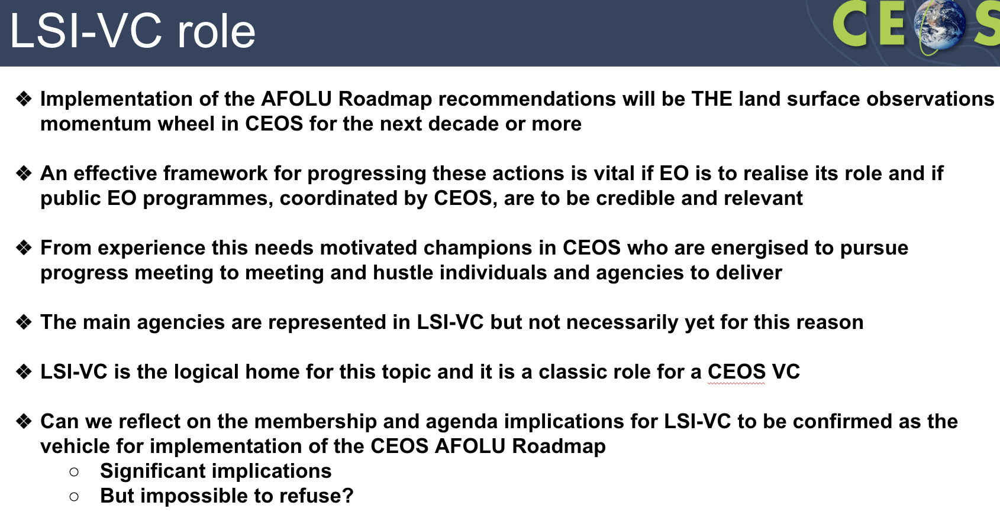 LSI-VC role
CEOS
❖ Implementation of the AFOLU Roadmap recommendations will be THE land surface observations
momentum wheel in CEOS for the next decade or more
❖ An effective framework for progressing these actions is vital if EO is to realise its role and if
public EO programmes, coordinated by CEOS, are to be credible and relevant
❖ From experience this needs motivated champions in CEOS who are energised to pursue
progress meeting to meeting and hustle individuals and agencies to deliver
❖ The main agencies are represented in LSI-VC but not necessarily yet for this reason
❖ LSI-VC is the logical home for this topic and it is a classic role for a CEOS VC
❖ Can we reflect on the membership and agenda implications for LSI-VC to be confirmed as the
vehicle for implementation of the CEOS AFOLU Roadmap
○ Significant implications
○ But impossible to refuse?